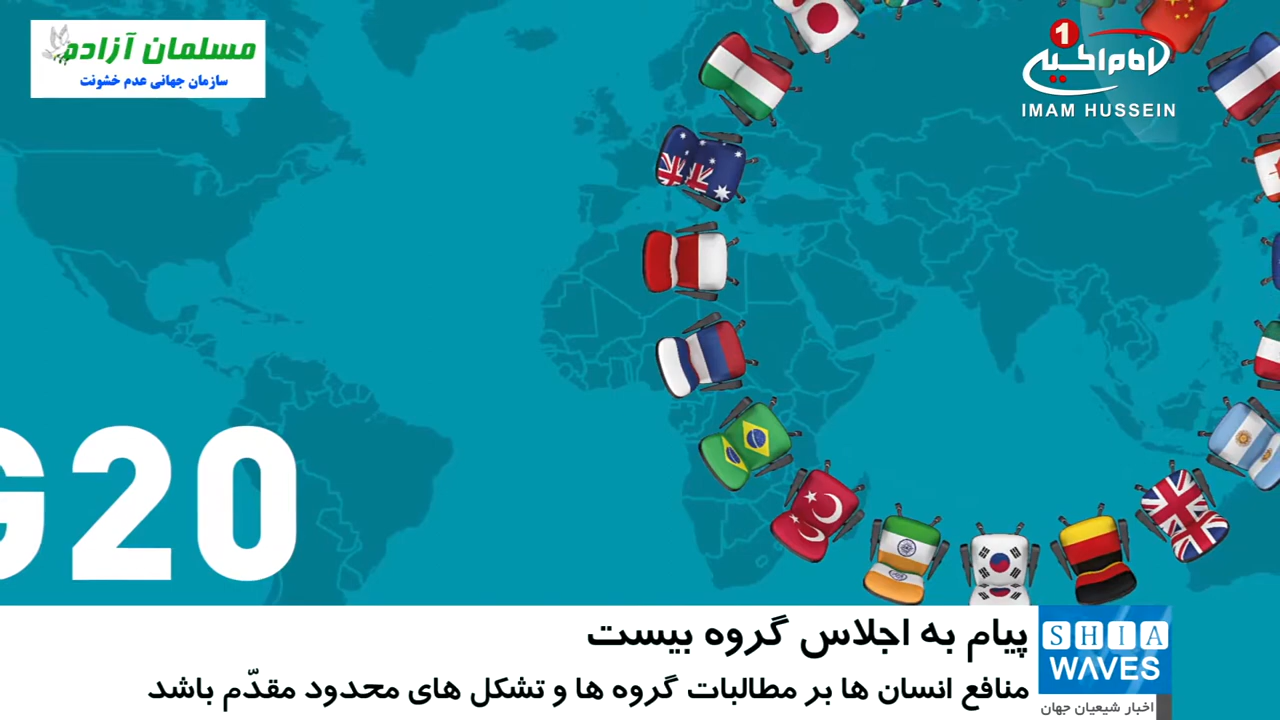 مسلمان آزاده
سازمان جهانی عدم خشونت
امام حسین
1
IMAM HUSSEIN
G20
پیام به اجلاس گروه بیست
منافع انسان ها بر مطالبات گروه ها و تشکل های محدود مقدّم باشد
SHIA
WAVES
اخبار شیعیان جهان